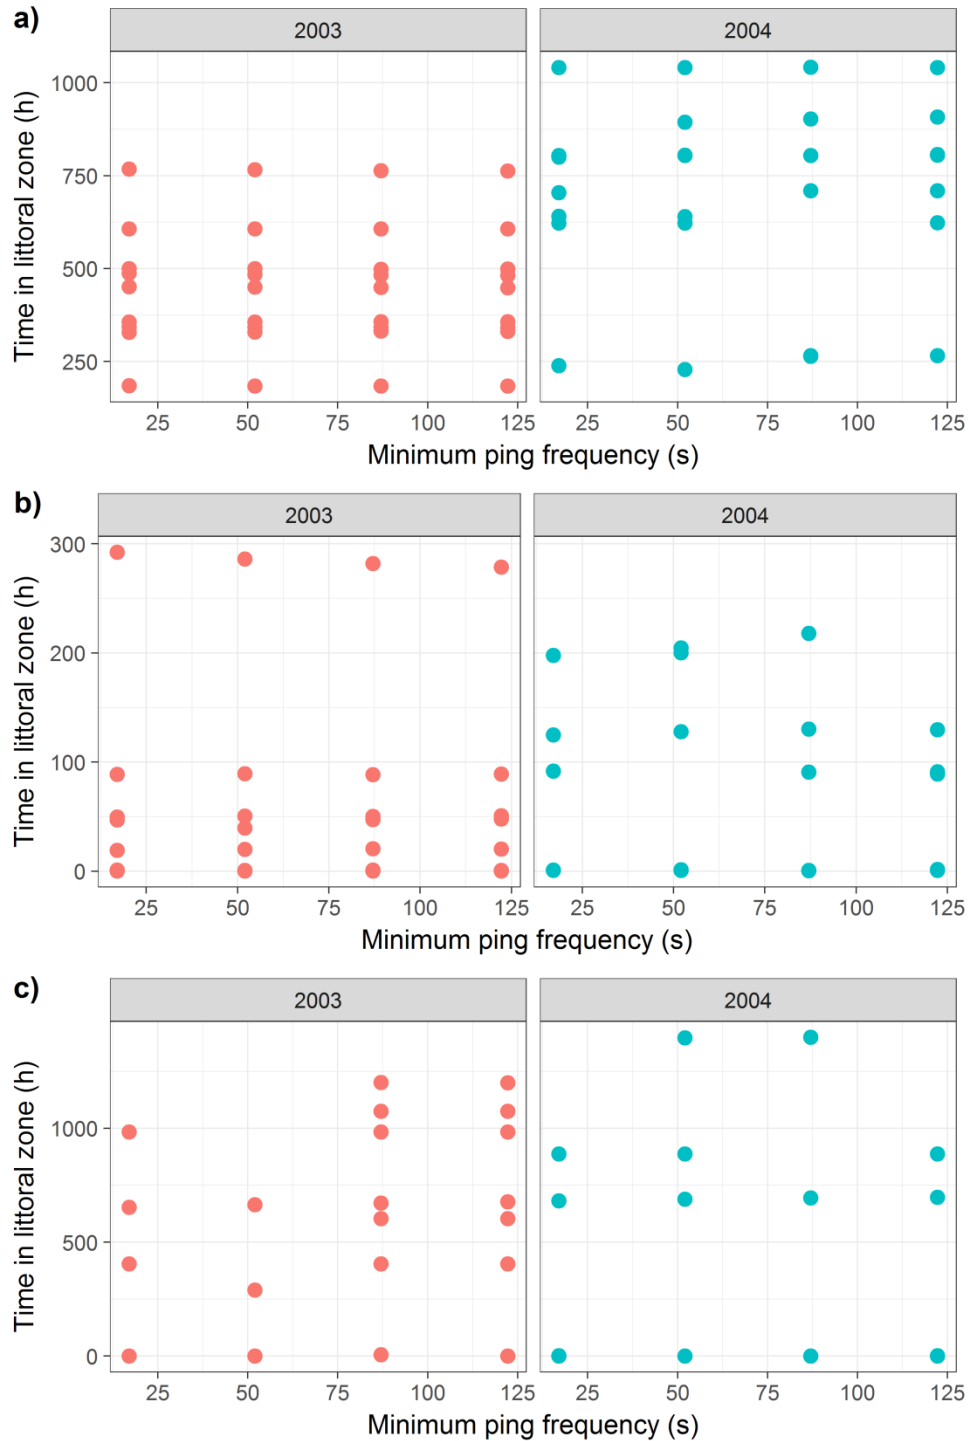 a)
2003 2004
Time in littoral zone (h)
1000
750
500
250
25 50 75 100 125 25 50 75 100 125
Minimum ping frequency (s)
b)
2003 2004
Time in littoral zone (h)
300
200
100
0
25 50 75 100 125 25 50 75 100 125
Minimum ping frequency (s)
c)
2003 2004
Time in littoral zone (h)
1000
500
0
25 50 75 100 125 25 50 75 100 125
Minimum ping frequency (s)